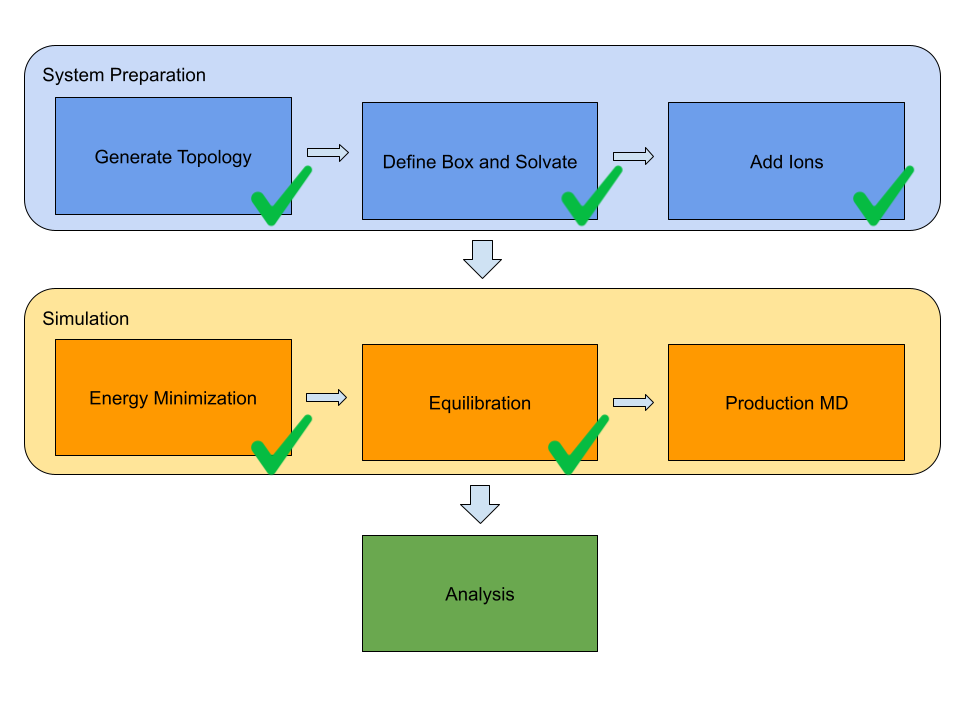 System Preparation
Generate Topology
Define Box and Solvate
Add Ions
Simulation
Energy Minimization
Equilibration
Production MD
Analysis